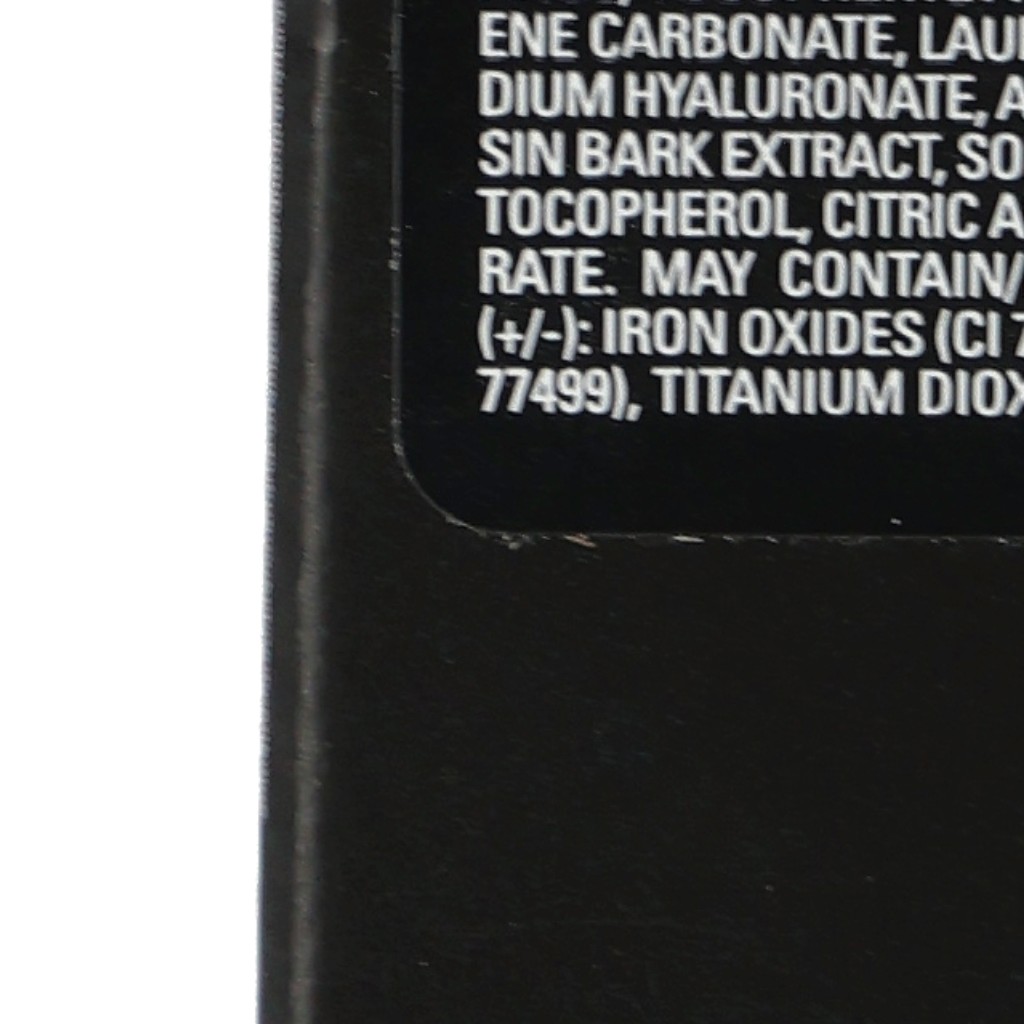 ENE CARBONATE, LAU
DIUM HYALURONATE, A
SIN BARK EXTRACT, SO
TOCOPHEROL, CITRIC A
RATE. MAY CONTAIN/
(+/-): IRON OXIDES (CI 7
77499), TITANIUM DIOX